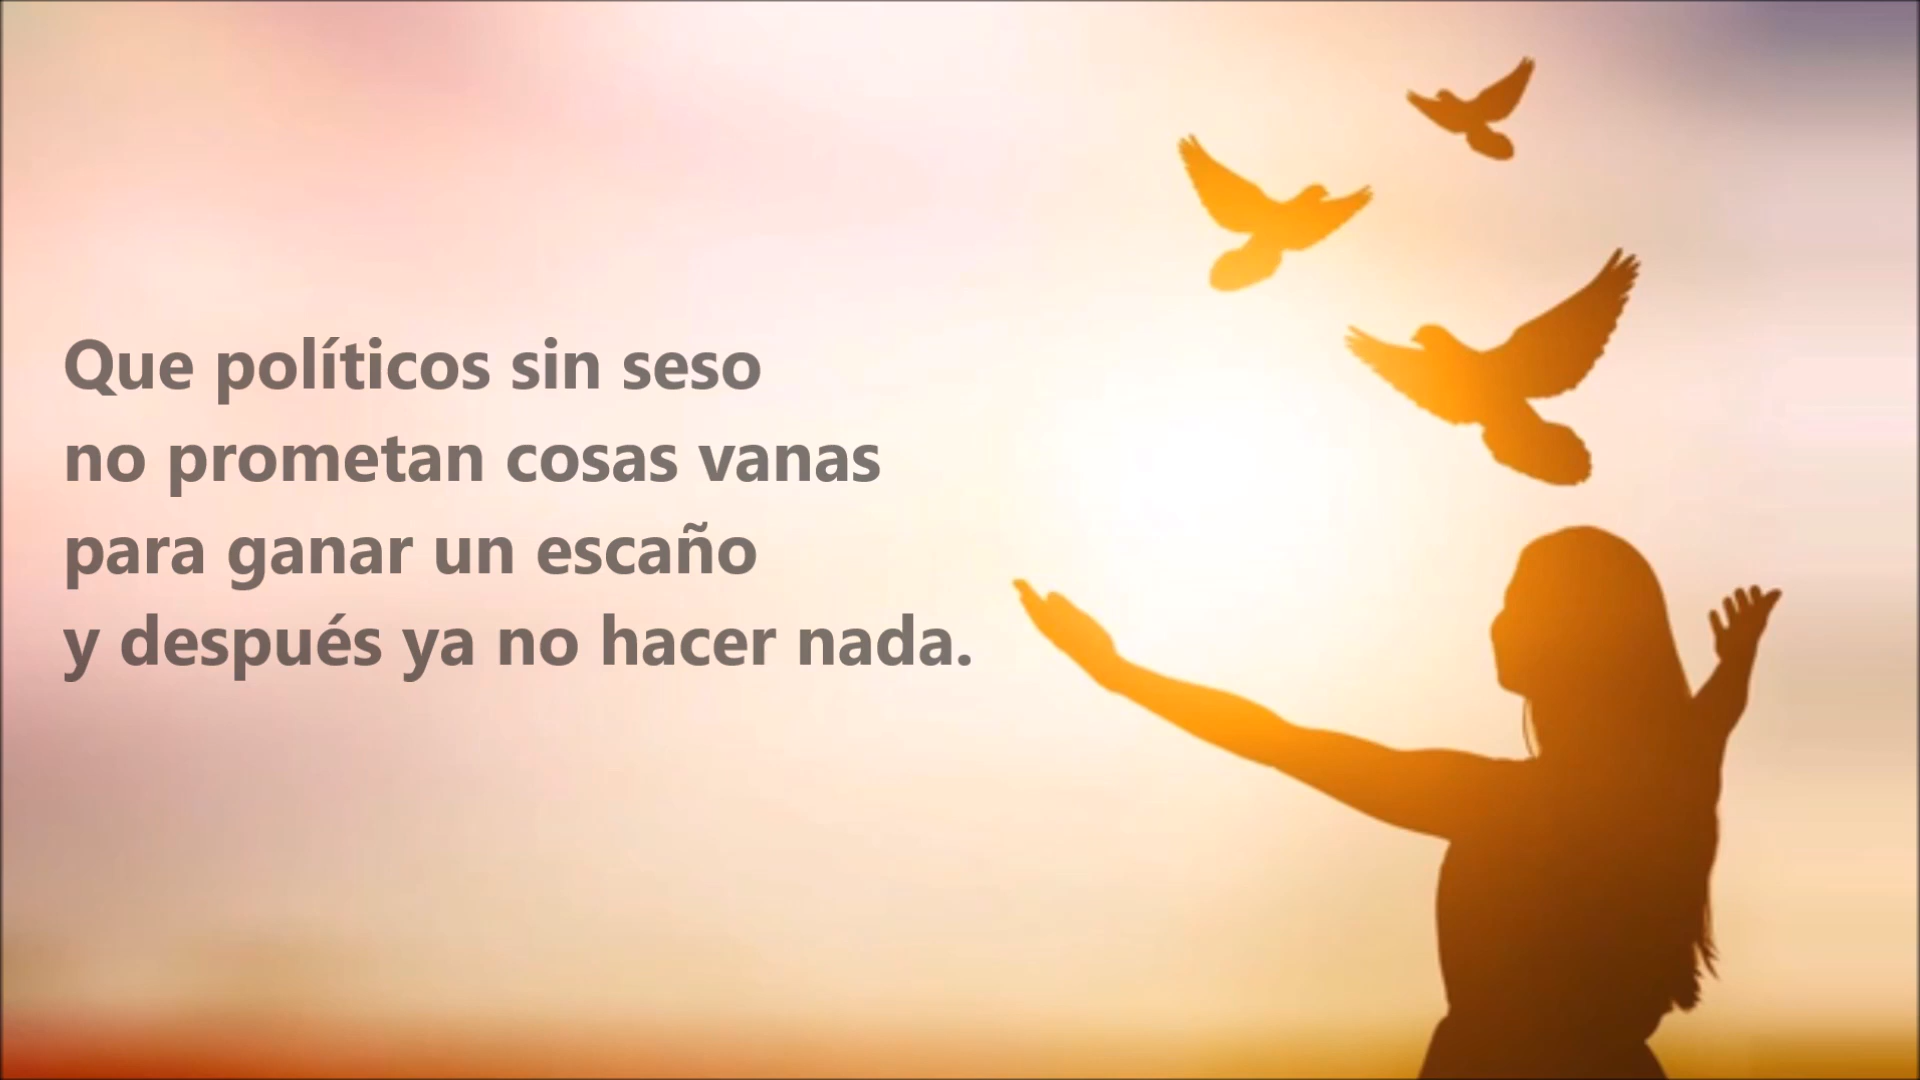 Que políticos sin seso
no prometan cosas vanas
para ganar un escaño
y después ya no hacer nada.